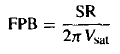 FPB = SR / 2π V_sat